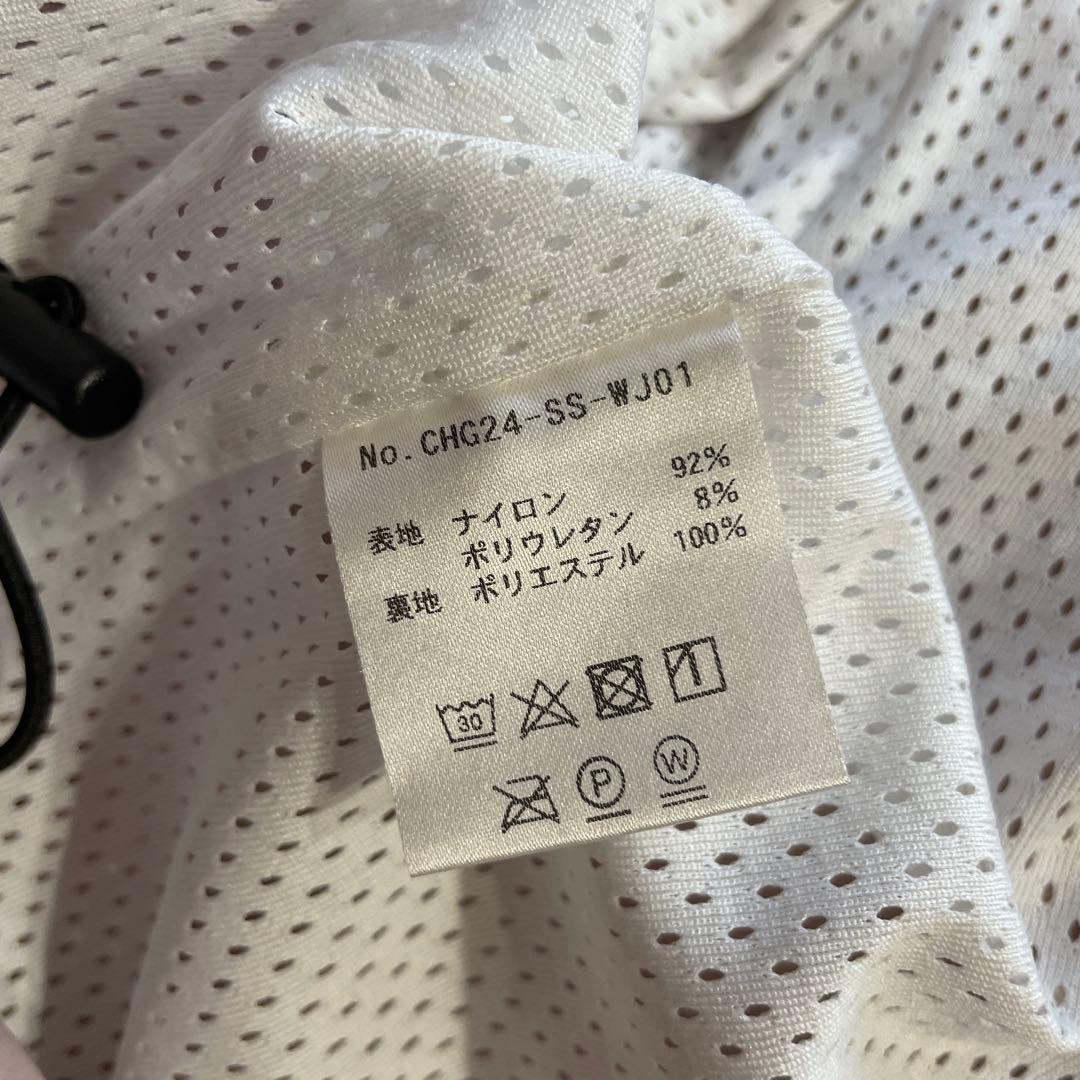 No.CHG24-SS-WJ01
表地 ナイロン 92%
ポリウレタン 8%
裏地 ポリエステル 100%
30
P W